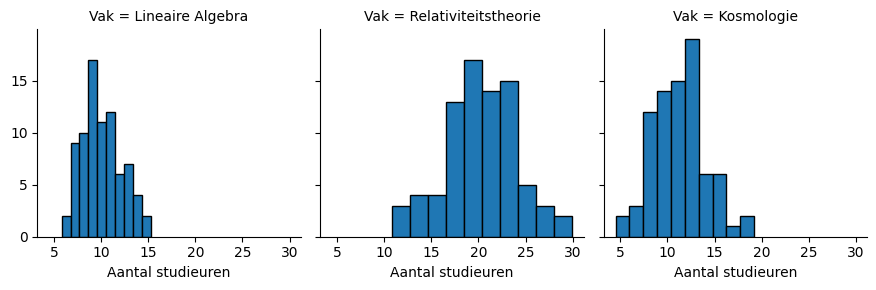 Vak = Lineaire Algebra
Vak = Relativiteitstheorie
Vak = Kosmologie
15
10
5
0
5 10 15 20 25 30
5 10 15 20 25 30
5 10 15 20 25 30
Aantal studieuren
Aantal studieuren
Aantal studieuren